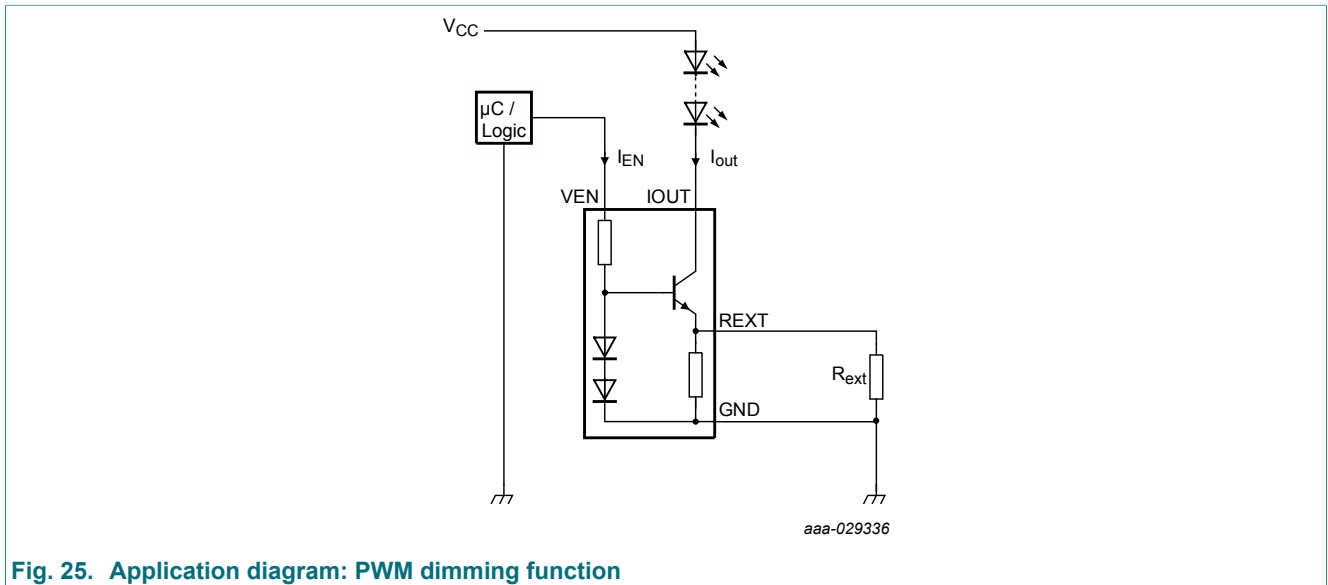 VCC
μC /
Logic
IEN
Iout
VEN
IOUT
REXT
Rext
GND
aaa-029336
Fig. 25. Application diagram: PWM dimming function